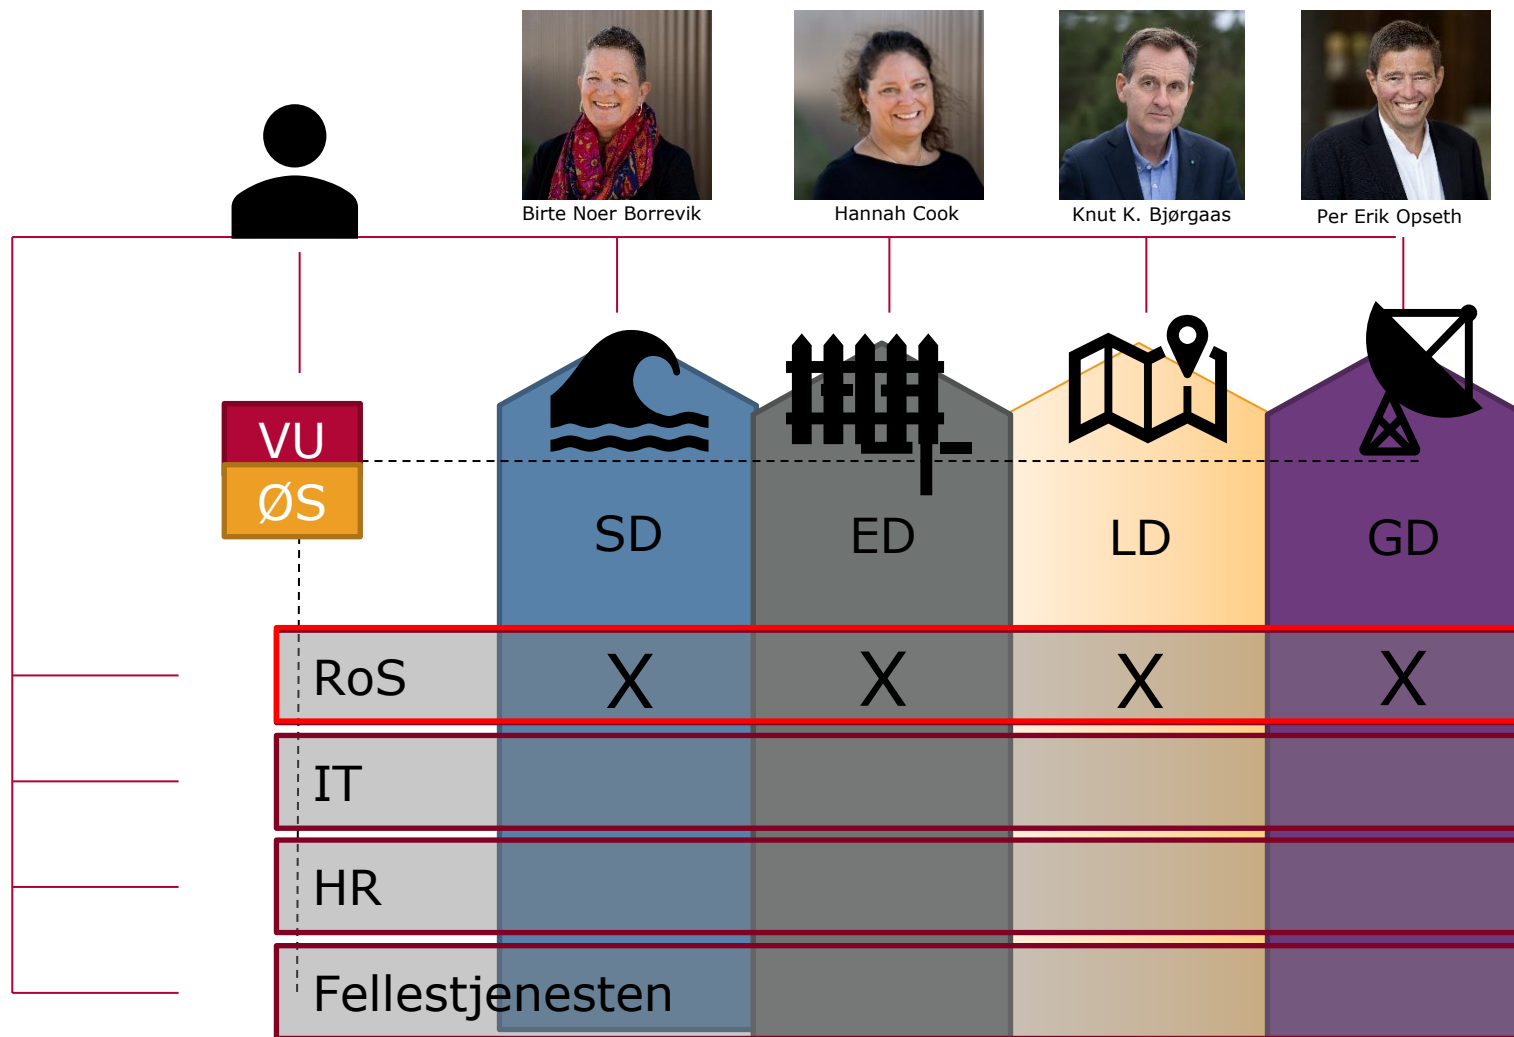 Birte Noer Borrevik
Hannah Cook
Knut K. Bjørgaas
Per Erik Opseth
VU
ØS
SD
ED
LD
GD
RoS
X
X
X
X
IT
HR
Fellestjenesten